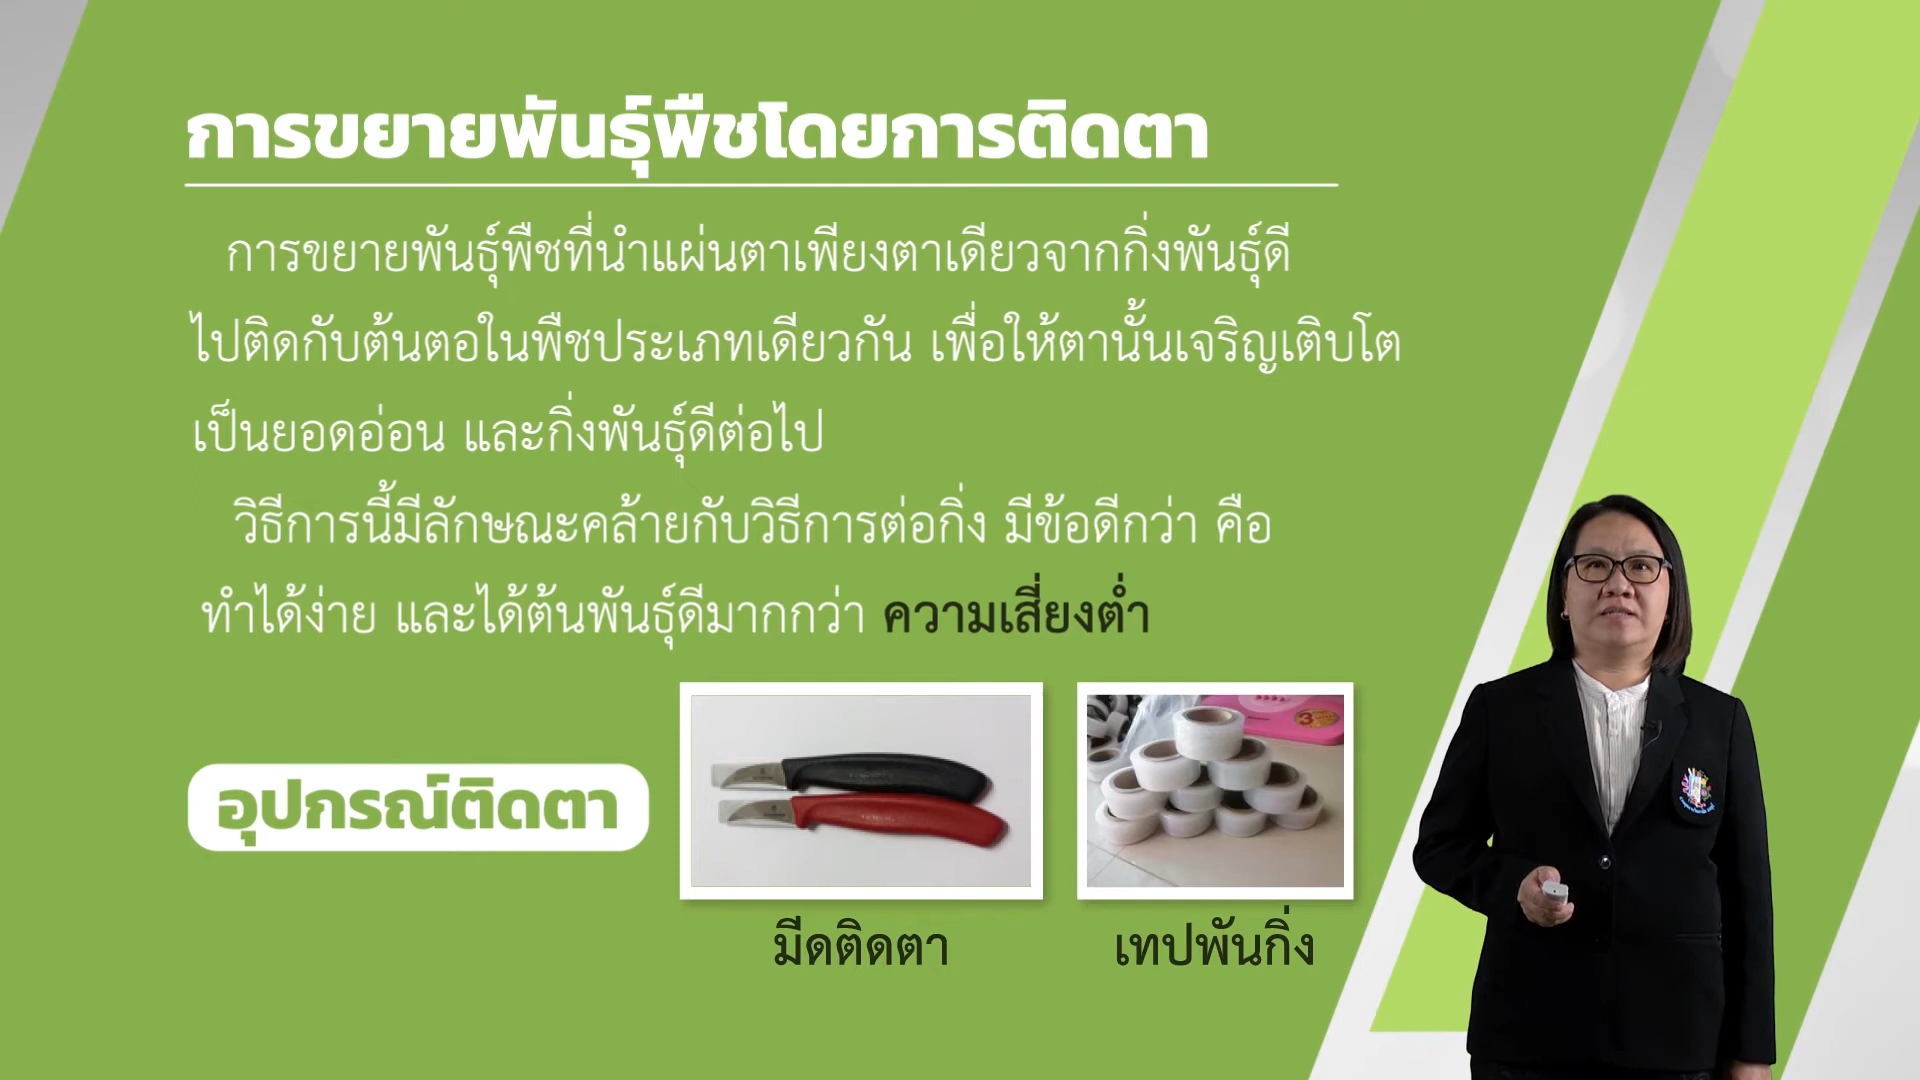 การขยายพันธุ์พืชโดยการติดตา
การขยายพันธุ์พืชที่นำแผ่นตาเพียงตาเดียวจากกิ่งพันธุ์ดี
ไปติดกับต้นตอในพืชประเภทเดียวกัน เพื่อให้ตานั้นเจริญเติบโต
เป็นยอดอ่อน และกิ่งพันธุ์ดีต่อไป
วิธีการนี้มีลักษณะคล้ายกับวิธีการต่อกิ่ง มีข้อดีกว่า คือ
ทำได้ง่าย และได้ต้นพันธุ์ดีมากกว่า ความเสี่ยงต่ำ
อุปกรณ์ติดตา
3
มีดติดตา
เทปพันกิ่ง